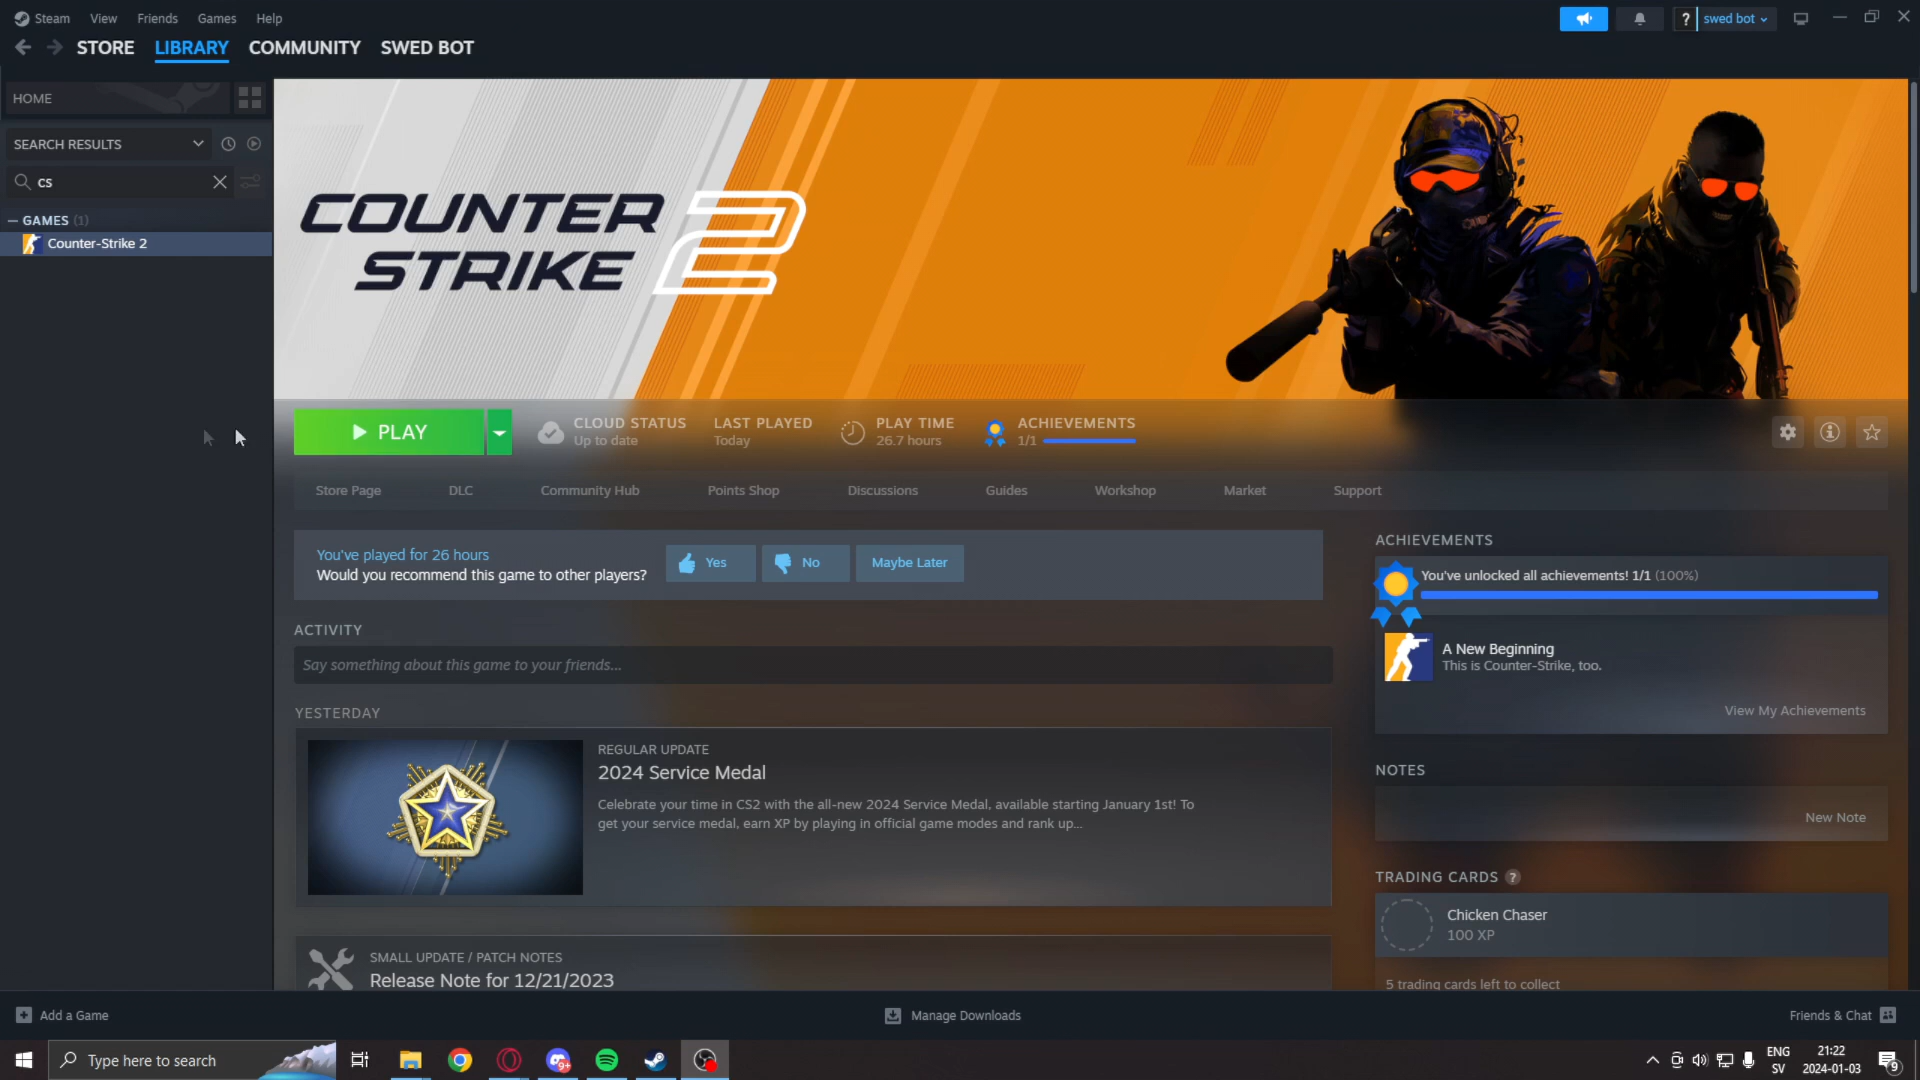 Steam View Friends Games Help
? swed bot
STORE LIBRARY COMMUNITY SWED BOT
HOME
SEARCH RESULTS
cs
GAMES (1)
Counter-Strike 2
COUNTER
STRIKE 2
PLAY
CLOUD STATUS
Up to date
LAST PLAYED
Today
PLAY TIME
26.7 hours
ACHIEVEMENTS
1/1
Store Page DLC Community Hub Points Shop Discussions Guides Workshop Market Support
You've played for 26 hours
Would you recommend this game to other players?
Yes No Maybe Later
ACTIVITY
Say something about this game to your friends...
YESTERDAY
REGULAR UPDATE
2024 Service Medal
Celebrate your time in CS2 with the all-new 2024 Service Medal, available starting January 1st! To
get your service medal, earn XP by playing in official game modes and rank up...
SMALL UPDATE / PATCH NOTES
Release Note for 12/21/2023
ACHIEVEMENTS
You've unlocked all achievements! 1/1 (100%)
A New Beginning
This is Counter-Strike, too.
View My Achievements
NOTES
New Note
TRADING CARDS ?
Chicken Chaser
100 XP
5 trading cards left to collect
Add a Game
Manage Downloads
Friends & Chat
Type here to search
9+
ENG
SV
21:22
2024-01-03
9